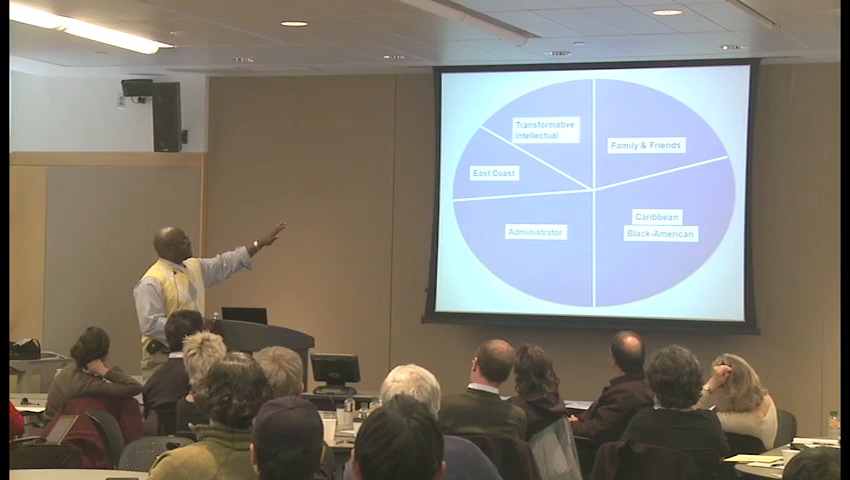 Transformative
Intellectual
Family & Friends
East Coast
Caribbean
Black-American
Administrator